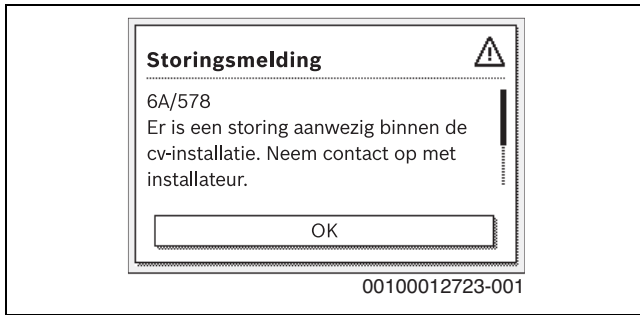 Storingsmelding
6A/578
Er is een storing aanwezig binnen de
cv-installatie. Neem contact op met
installateur.
OK
00100012723-001